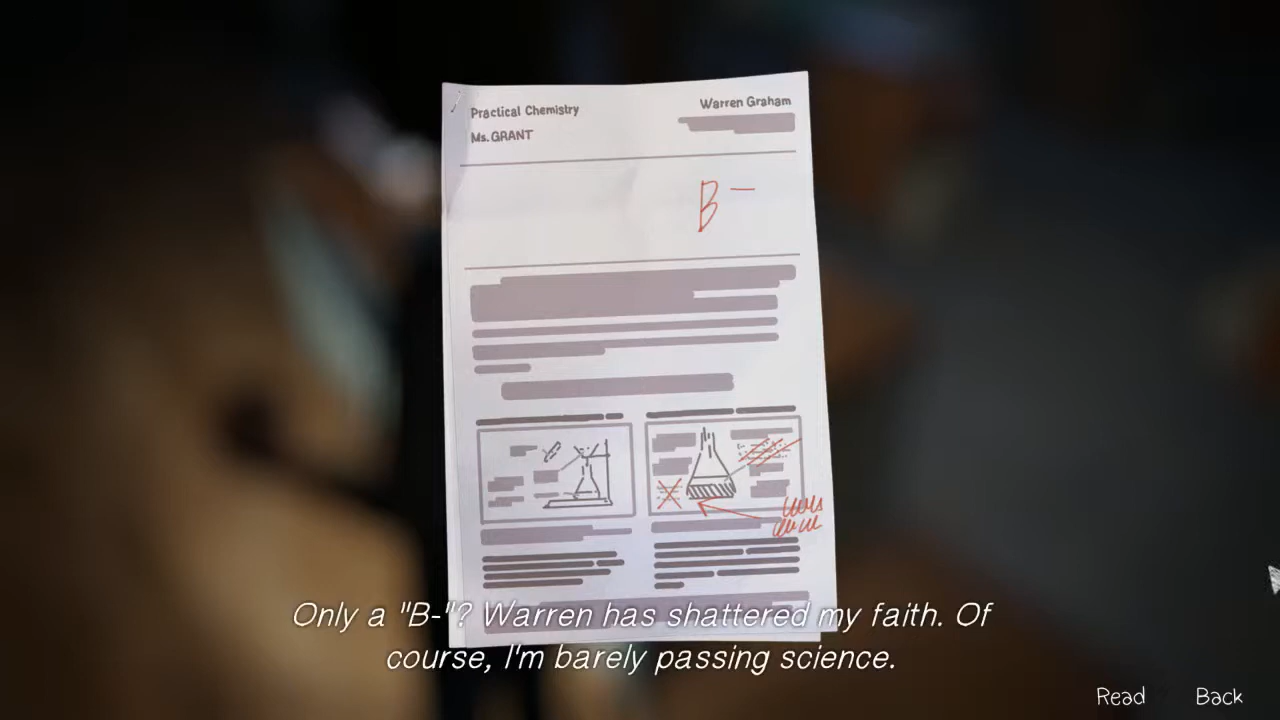 Practical Chemistry
Warren Graham
Ms. GRANT
B-
Only a "B-"? Warren has shattered my faith. Of
course, I'm barely passing science.
Read
Back